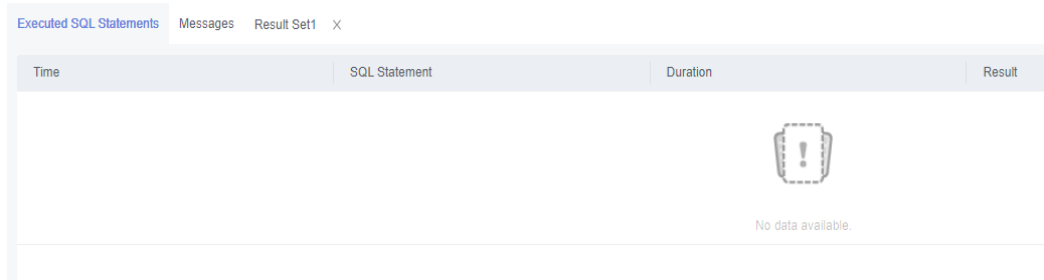 Executed SQL Statements Messages Result Set1 X
Time SQL Statement Duration Result
No data available.